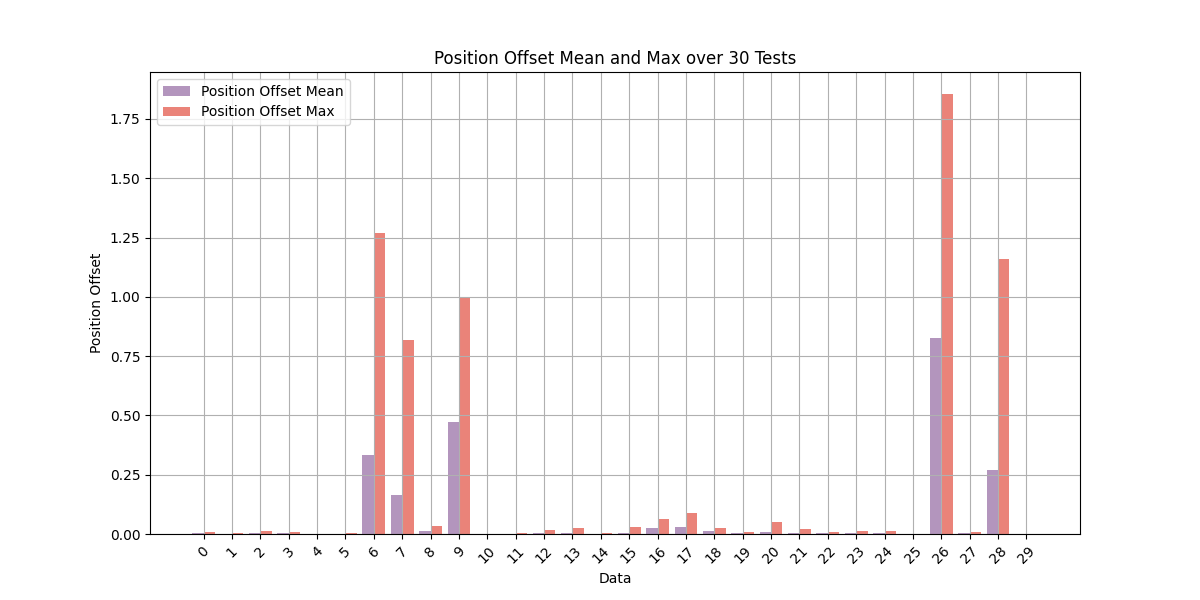 Position Offset Mean and Max over 30 Tests
Position Offset Mean
Position Offset Max
1.75
1.50
1.25
1.00
0.75
0.50
0.25
0.00
Position Offset
0 1 2 3 4 5 6 7 8 9 10 11 12 13 14 15 16 17 18 19 20 21 22 23 24 25 26 27 28 29
Data